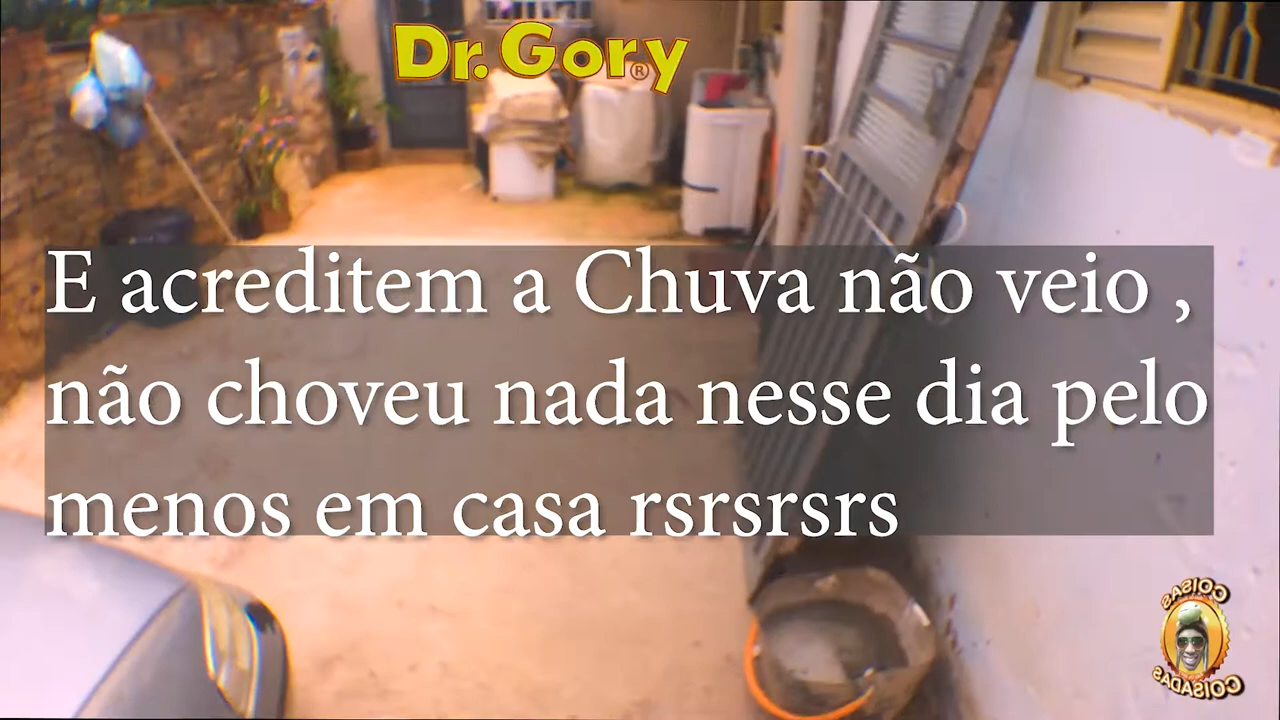 Dr. Gory®
E acreditem a Chuva não veio ,
não choveu nada nesse dia pelo
menos em casa rsrsrsrs
COISAS
COISADAS